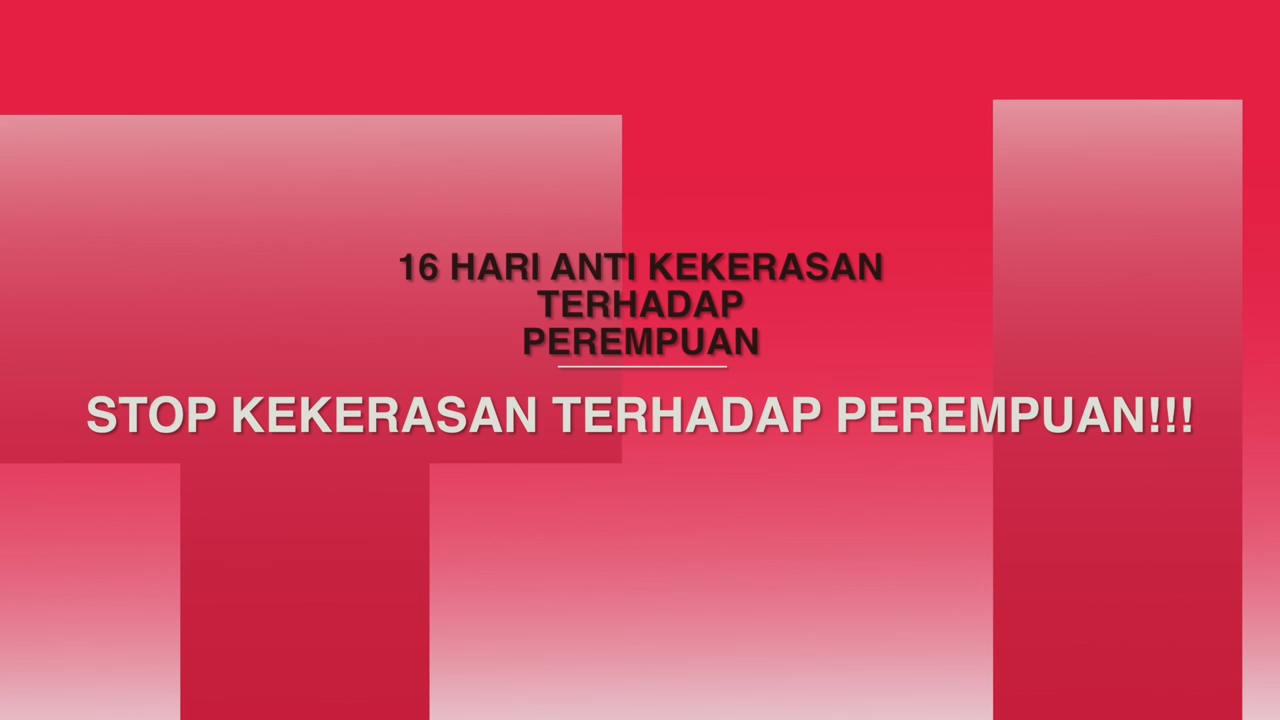 16 HARI ANTI KEKERASAN
TERHADAP
PEREMPUAN
STOP KEKERASAN TERHADAP PEREMPUAN!!!